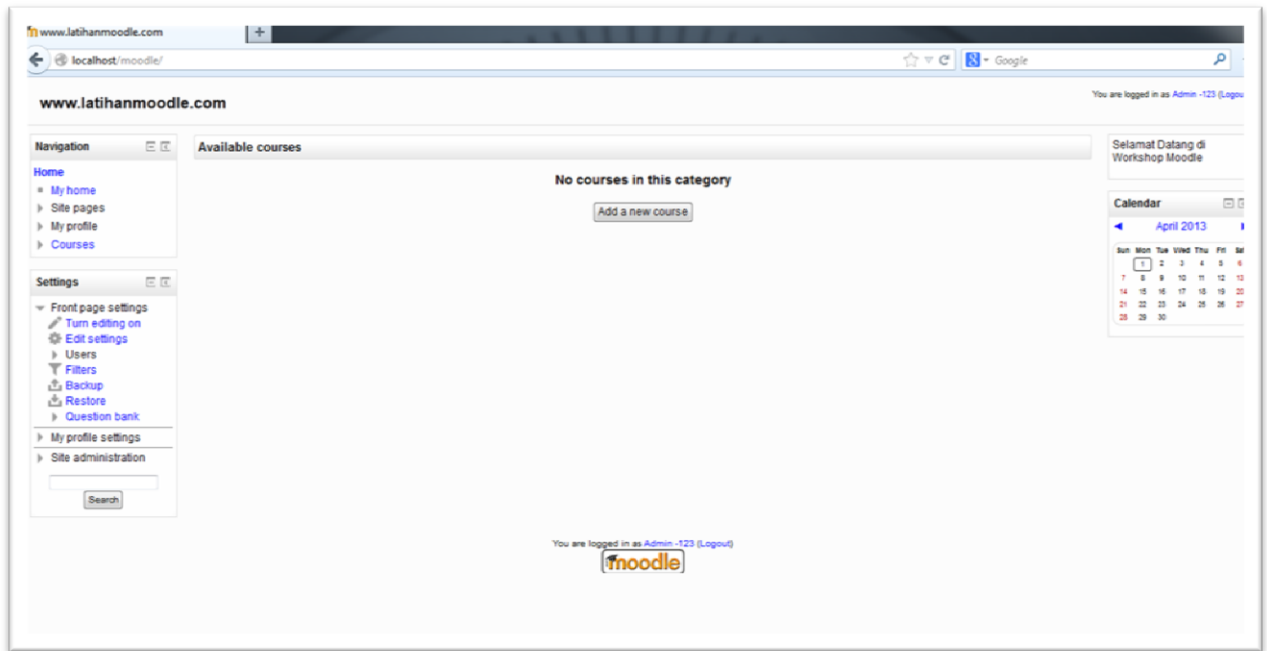 www.latihanmoodle.com
+
localhost/moodle/
Google
www.latihanmoodle.com
You are logged in as Admin -123 (Logou
Navigation
Home
My home
Site pages
My profile
Courses
Settings
Front page settings
Turn editing on
Edit settings
Users
Filters
Backup
Restore
Question bank
My profile settings
Site administration
Search
Available courses
No courses in this category
Add a new course
Selamat Datang di
Workshop Moodle
Calendar
April 2013
Sun Mon Tue Wed Thu Fri Sat
1 2 3 4 5 6
7 8 9 10 11 12 13
14 15 16 17 18 19 20
21 22 23 24 25 26 27
28 29 30
You are logged in as Admin -123 (Logout)
moodle